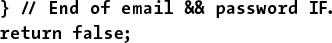 } // End of email && password IF.
return false;